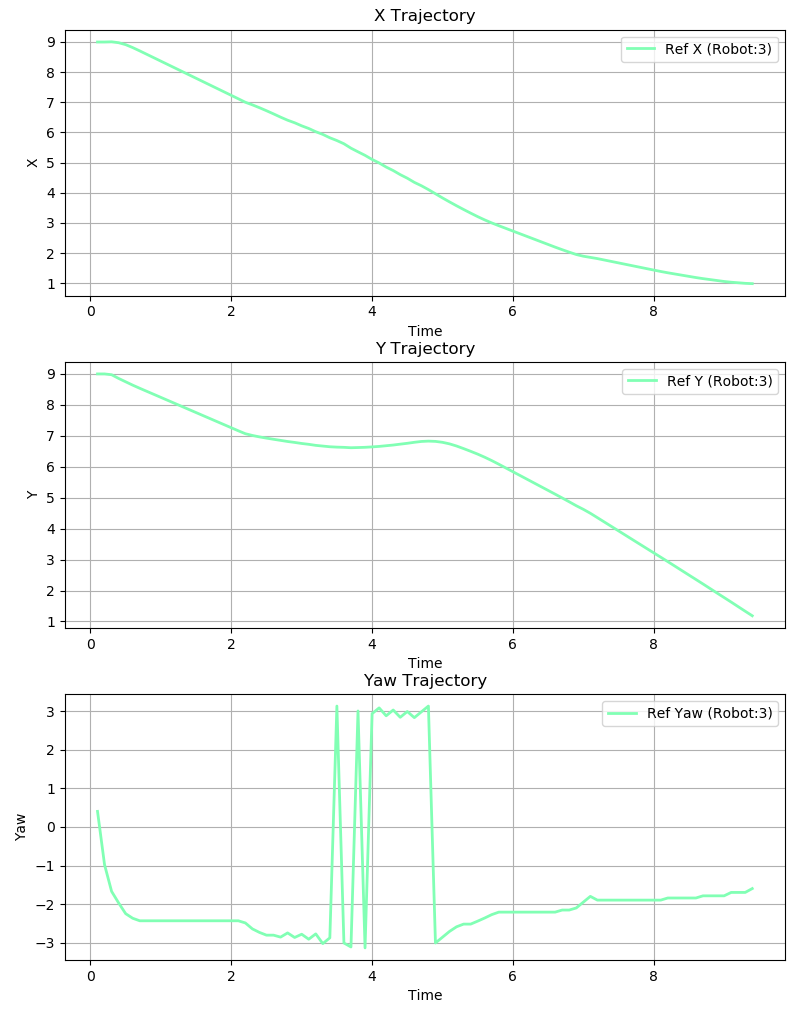 X Trajectory
Ref X (Robot:3)
9
8
7
6
5
4
3
2
1
X
0 2 4 6 8
Time
Y Trajectory
Ref Y (Robot:3)
9
8
7
6
5
4
3
2
1
Y
0 2 4 6 8
Time
Yaw Trajectory
Ref Yaw (Robot:3)
3
2
1
0
−1
−2
−3
Yaw
0 2 4 6 8
Time